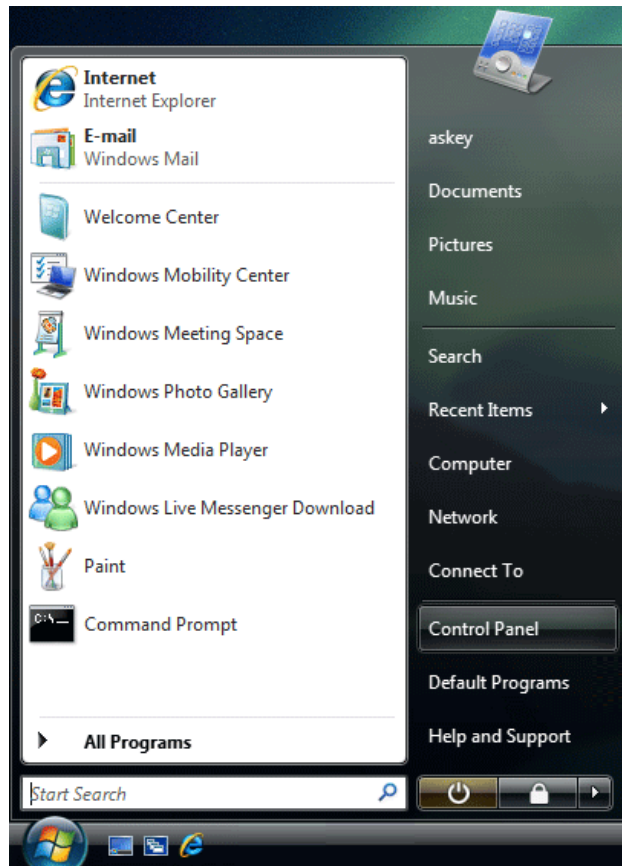 Internet
Internet Explorer
E-mail
Windows Mail
Welcome Center
Windows Mobility Center
Windows Meeting Space
Windows Photo Gallery
Windows Media Player
Windows Live Messenger Download
Paint
C:\_
Command Prompt
All Programs
Start Search
askey
Documents
Pictures
Music
Search
Recent Items
Computer
Network
Connect To
Control Panel
Default Programs
Help and Support